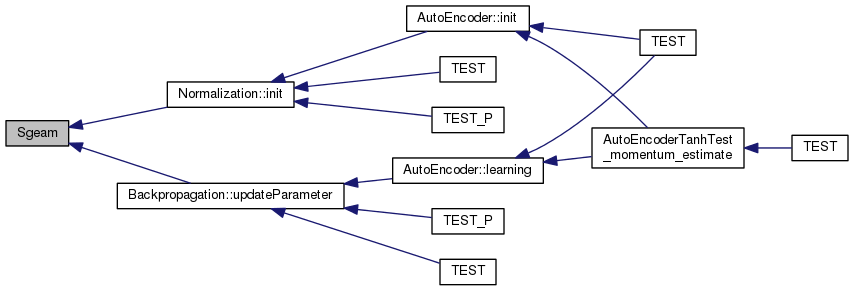 AutoEncoder::init
TEST
TEST
Normalization::init
TEST_P
Sgeam
AutoEncoderTanhTest
_momentum_estimate
TEST
AutoEncoder::learning
Backpropagation::updateParameter
TEST_P
TEST